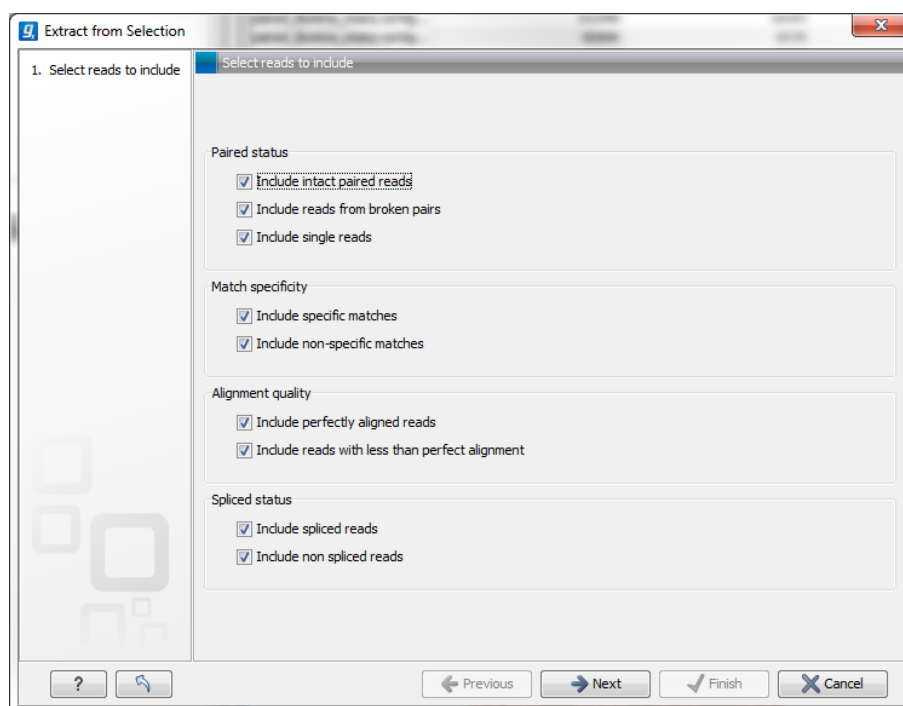 Extract from Selection
1. Select reads to include
Select reads to include
Paired status
Include intact paired reads
Include reads from broken pairs
Include single reads
Match specificity
Include specific matches
Include non-specific matches
Alignment quality
Include perfectly aligned reads
Include reads with less than perfect alignment
Spliced status
Include spliced reads
Include non spliced reads
?
Previous
Next
Finish
Cancel